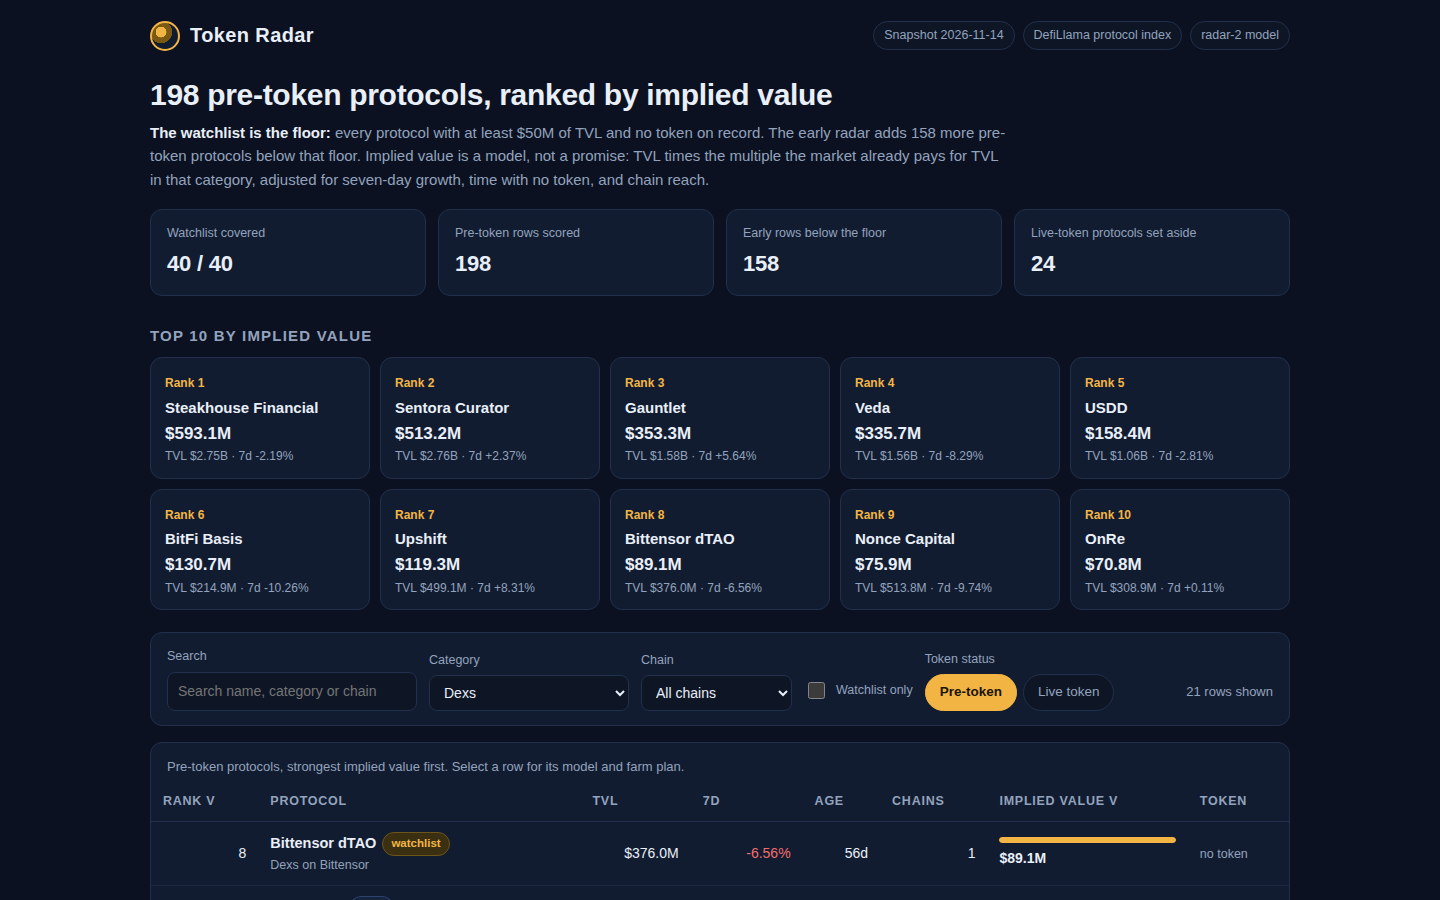 Token Radar
Snapshot 2026-11-14
DefiLlama protocol index
radar-2 model
198 pre-token protocols, ranked by implied value
The watchlist is the floor: every protocol with at least $50M of TVL and no token on record. The early radar adds 158 more pre-
token protocols below that floor. Implied value is a model, not a promise: TVL times the multiple the market already pays for TVL
in that category, adjusted for seven-day growth, time with no token, and chain reach.
Watchlist covered
40 / 40
Pre-token rows scored
198
Early rows below the floor
158
Live-token protocols set aside
24
TOP 10 BY IMPLIED VALUE
Rank 1
Steakhouse Financial
$593.1M
TVL $2.75B · 7d -2.19%
Rank 2
Sentora Curator
$513.2M
TVL $2.76B · 7d +2.37%
Rank 3
Gauntlet
$353.3M
TVL $1.58B · 7d +5.64%
Rank 4
Veda
$335.7M
TVL $1.56B · 7d -8.29%
Rank 5
USDD
$158.4M
TVL $1.06B · 7d -2.81%
Rank 6
BitFi Basis
$130.7M
TVL $214.9M · 7d -10.26%
Rank 7
Upshift
$119.3M
TVL $499.1M · 7d +8.31%
Rank 8
Bittensor dTAO
$89.1M
TVL $376.0M · 7d -6.56%
Rank 9
Nonce Capital
$75.9M
TVL $513.8M · 7d -9.74%
Rank 10
OnRe
$70.8M
TVL $308.9M · 7d +0.11%
Search
Search name, category or chain
Category
Dexs
Chain
All chains
Watchlist only
Token status
Pre-token
Live token
21 rows shown
Pre-token protocols, strongest implied value first. Select a row for its model and farm plan.
RANK V PROTOCOL TVL 7D AGE CHAINS IMPLIED VALUE V TOKEN
8 Bittensor dTAO watchlist $376.0M -6.56% 56d 1 $89.1M no token
Dexs on Bittensor